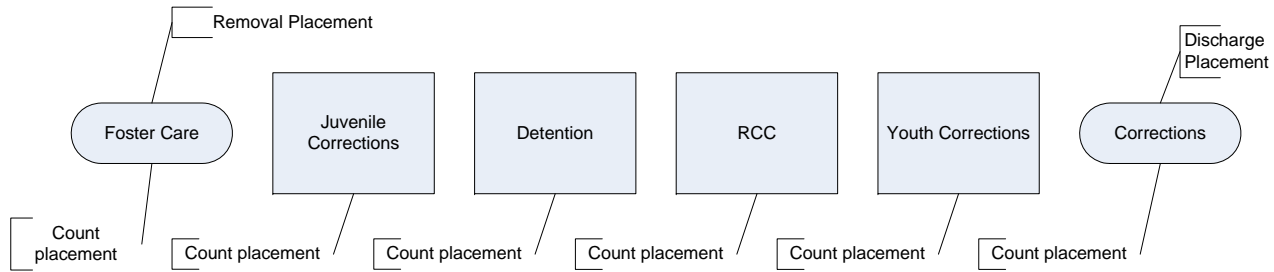 Removal Placement
Discharge
Placement
Foster Care
Juvenile
Corrections
Detention
RCC
Youth Corrections
Corrections
Count
placement
Count placement
Count placement
Count placement
Count placement
Count placement